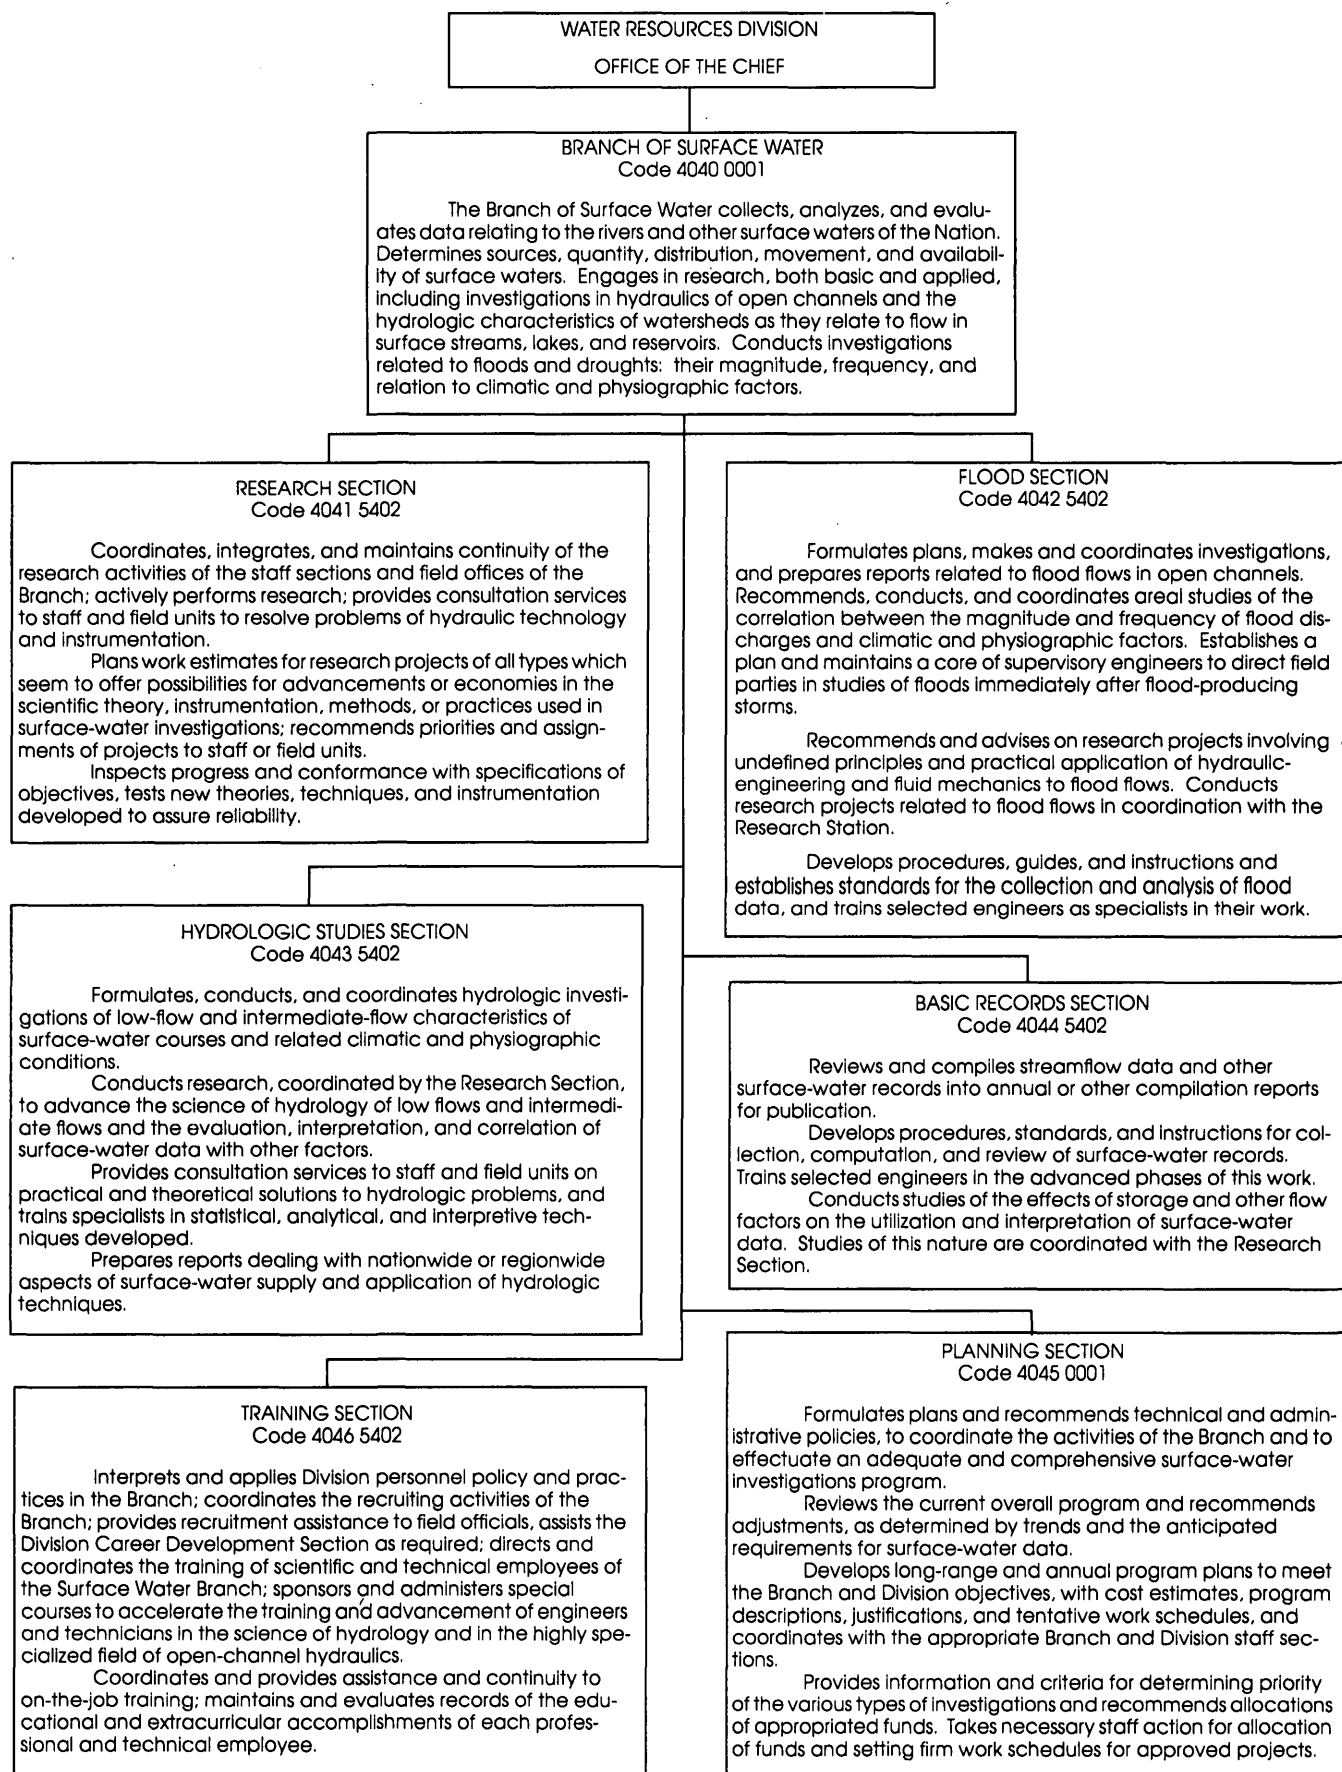 WATER RESOURCES DIVISION
OFFICE OF THE CHIEF
BRANCH OF SURFACE WATER
Code 4040 0001
The Branch of Surface Water collects, analyzes, and evalu-
ates data relating to the rivers and other surface waters of the Nation.
Determines sources, quantity, distribution, movement, and availabil-
ity of surface waters. Engages in research, both basic and applied,
including investigations in hydraulics of open channels and the
hydrologic characteristics of watersheds as they relate to flow in
surface streams, lakes, and reservoirs. Conducts investigations
related to floods and droughts: their magnitude, frequency, and
relation to climatic and physiographic factors.
RESEARCH SECTION
Code 4041 5402
Coordinates, integrates, and maintains continuity of the
research activities of the staff sections and field offices of the
Branch; actively performs research; provides consultation services
to staff and field units to resolve problems of hydraulic technology
and instrumentation.
Plans work estimates for research projects of all types which
seem to offer possibilities for advancements or economies in the
scientific theory, instrumentation, methods, or practices used in
surface-water investigations; recommends priorities and assign-
ments of projects to staff or field units.
Inspects progress and conformance with specifications of
objectives, tests new theories, techniques, and instrumentation
developed to assure reliability.
FLOOD SECTION
Code 4042 5402
Formulates plans, makes and coordinates investigations,
and prepares reports related to flood flows in open channels.
Recommends, conducts, and coordinates areal studies of the
correlation between the magnitude and frequency of flood dis-
charges and climatic and physiographic factors. Establishes a
plan and maintains a core of supervisory engineers to direct field
parties in studies of floods immediately after flood-producing
storms.
Recommends and advises on research projects involving
undefined principles and practical application of hydraulic-
engineering and fluid mechanics to flood flows. Conducts
research projects related to flood flows in coordination with the
Research Station.
Develops procedures, guides, and instructions and
establishes standards for the collection and analysis of flood
data, and trains selected engineers as specialists in their work.
HYDROLOGIC STUDIES SECTION
Code 4043 5402
Formulates, conducts, and coordinates hydrologic investi-
gations of low-flow and intermediate-flow characteristics of
surface-water courses and related climatic and physiographic
conditions.
Conducts research, coordinated by the Research Section,
to advance the science of hydrology of low flows and intermedi-
ate flows and the evaluation, interpretation, and correlation of
surface-water data with other factors.
Provides consultation services to staff and field units on
practical and theoretical solutions to hydrologic problems, and
trains specialists in statistical, analytical, and interpretive tech-
niques developed.
Prepares reports dealing with nationwide or regionwide
aspects of surface-water supply and application of hydrologic
techniques.
BASIC RECORDS SECTION
Code 4044 5402
Reviews and compiles streamflow data and other
surface-water records into annual or other compilation reports
for publication.
Develops procedures, standards, and instructions for col-
lection, computation, and review of surface-water records.
Trains selected engineers in the advanced phases of this work.
Conducts studies of the effects of storage and other flow
factors on the utilization and interpretation of surface-water
data. Studies of this nature are coordinated with the Research
Section.
TRAINING SECTION
Code 4046 5402
Interprets and applies Division personnel policy and prac-
tices in the Branch; coordinates the recruiting activities of the
Branch; provides recruitment assistance to field officials, assists the
Division Career Development Section as required; directs and
coordinates the training of scientific and technical employees of
the Surface Water Branch; sponsors and administers special
courses to accelerate the training and advancement of engineers
and technicians in the science of hydrology and in the highly spe-
cialized field of open-channel hydraulics.
Coordinates and provides assistance and continuity to
on-the-job training; maintains and evaluates records of the edu-
cational and extracurricular accomplishments of each profes-
sional and technical employee.
PLANNING SECTION
Code 4045 0001
Formulates plans and recommends technical and admin-
istrative policies, to coordinate the activities of the Branch and to
effectuate an adequate and comprehensive surface-water
investigations program.
Reviews the current overall program and recommends
adjustments, as determined by trends and the anticipated
requirements for surface-water data.
Develops long-range and annual program plans to meet
the Branch and Division objectives, with cost estimates, program
descriptions, justifications, and tentative work schedules, and
coordinates with the appropriate Branch and Division staff sec-
tions.
Provides information and criteria for determining priority
of the various types of investigations and recommends allocations
of appropriated funds. Takes necessary staff action for allocation
of funds and setting firm work schedules for approved projects.